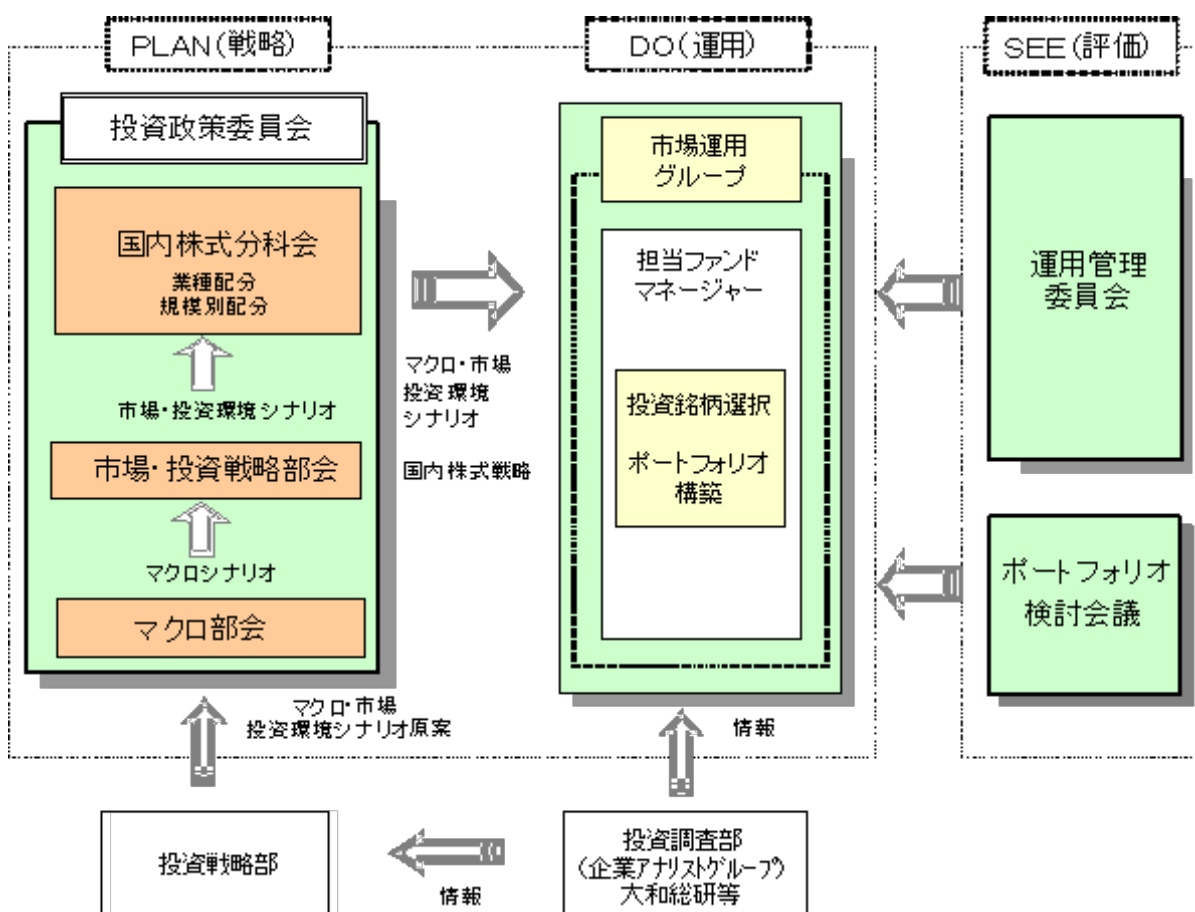 PLAN(戦略)
DO(運用)
SEE(評価)
投資政策委員会
国内株式分科会
業種配分
規模別配分
市場・投資環境シナリオ
市場・投資戦略部会
マクロシナリオ
マクロ部会
マクロ・市場
投資環境
シナリオ
国内株式戦略
市場運用
グループ
担当ファンド
マネージャー
投資銘柄選択
ポートフォリオ
構築
運用管理
委員会
ポートフォリオ
検討会議
マクロ・市場
投資環境シナリオ原案
情報
投資戦略部
情報
投資調査部
(企業アナリストグループ)
大和総研等